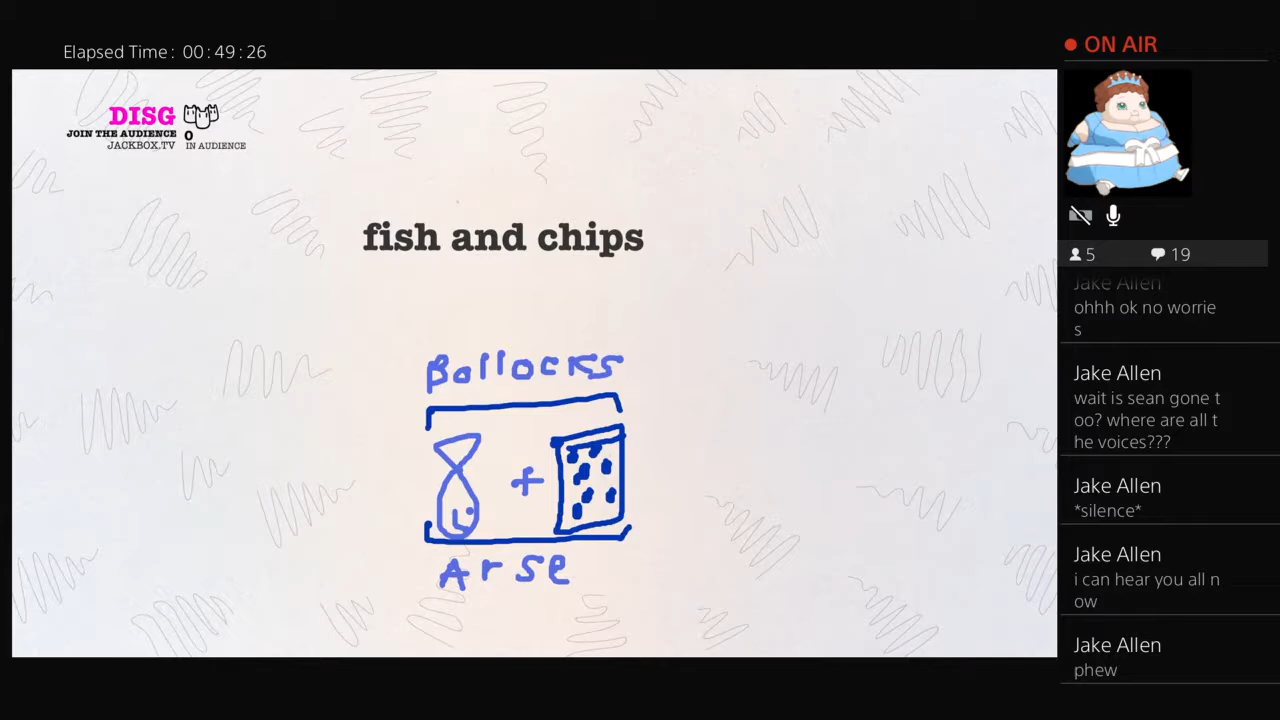 Elapsed Time: 00:49:26
ON AIR
DISG
JOIN THE AUDIENCE
JACKBOX.TV
0
IN AUDIENCE
fish and chips
Bollocks
+
Arse
5 19
Jake Allen
ohhh ok no worrie
s
Jake Allen
wait is sean gone t
oo? where are all t
he voices???
Jake Allen
*silence*
Jake Allen
i can hear you all n
ow
Jake Allen
phew